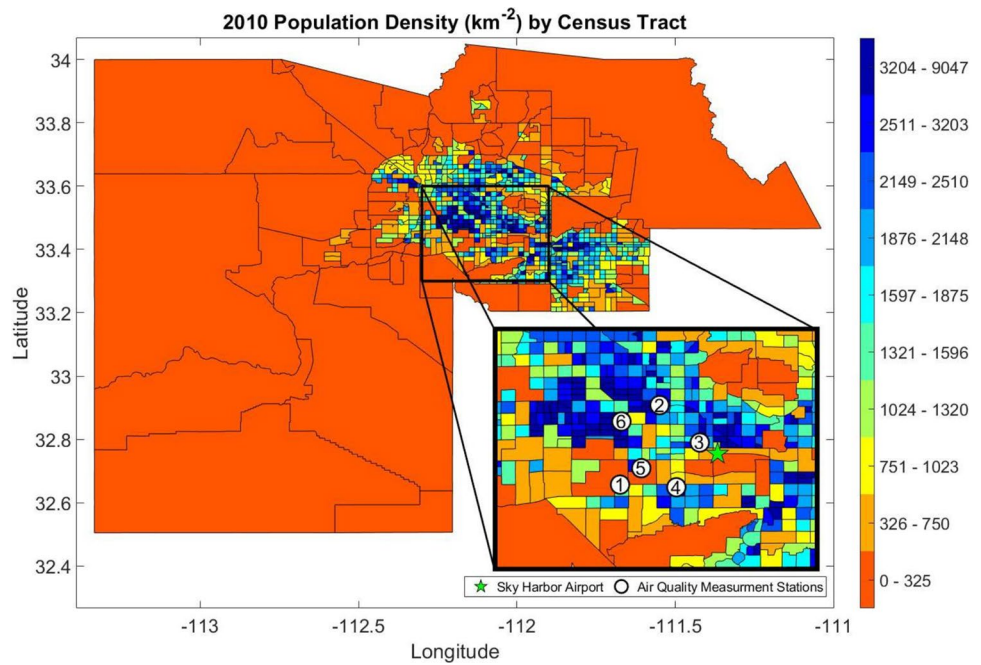 2010 Population Density (km-2) by Census Tract
34
33.8
33.6
33.4
33.2
33
32.8
32.6
32.4
Latitude
-113
-112.5
-112
-111.5
-111
Longitude
3204 - 9047
2511 - 3203
2149 - 2510
1876 - 2148
1597 - 1875
1321 - 1596
1024 - 1320
751 - 1023
326 - 750
0 - 325
2
6
3
5
1
4
Sky Harbor Airport
Air Quality Measurment Stations